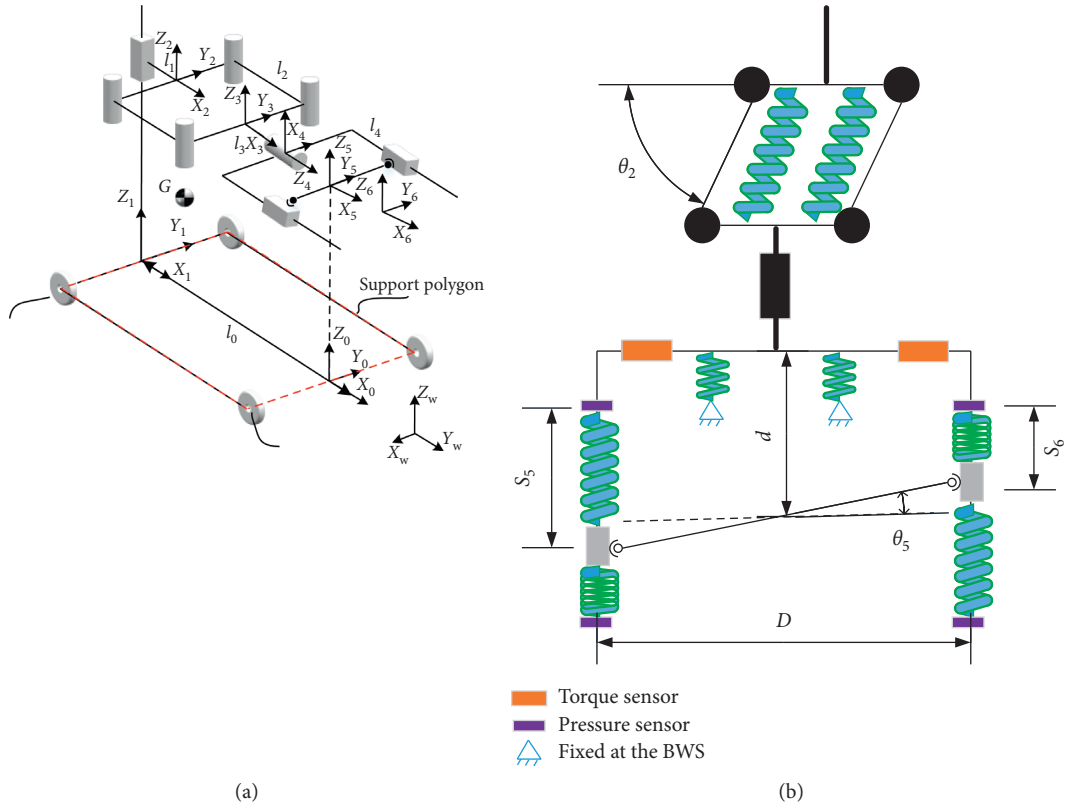 Z2
l1
Y2
l2
X2
Z3
Y3
X4
l4
l3
X3
Z5
Z4
Y5
Z6
Y6
G
X5
X6
Z1
Y1
X1
Support polygon
l0
Z0
Y0
X0
Zw
Xw
Yw
(a)
θ2
S5
d
S6
θ5
D
Torque sensor
Pressure sensor
Fixed at the BWS
(b)